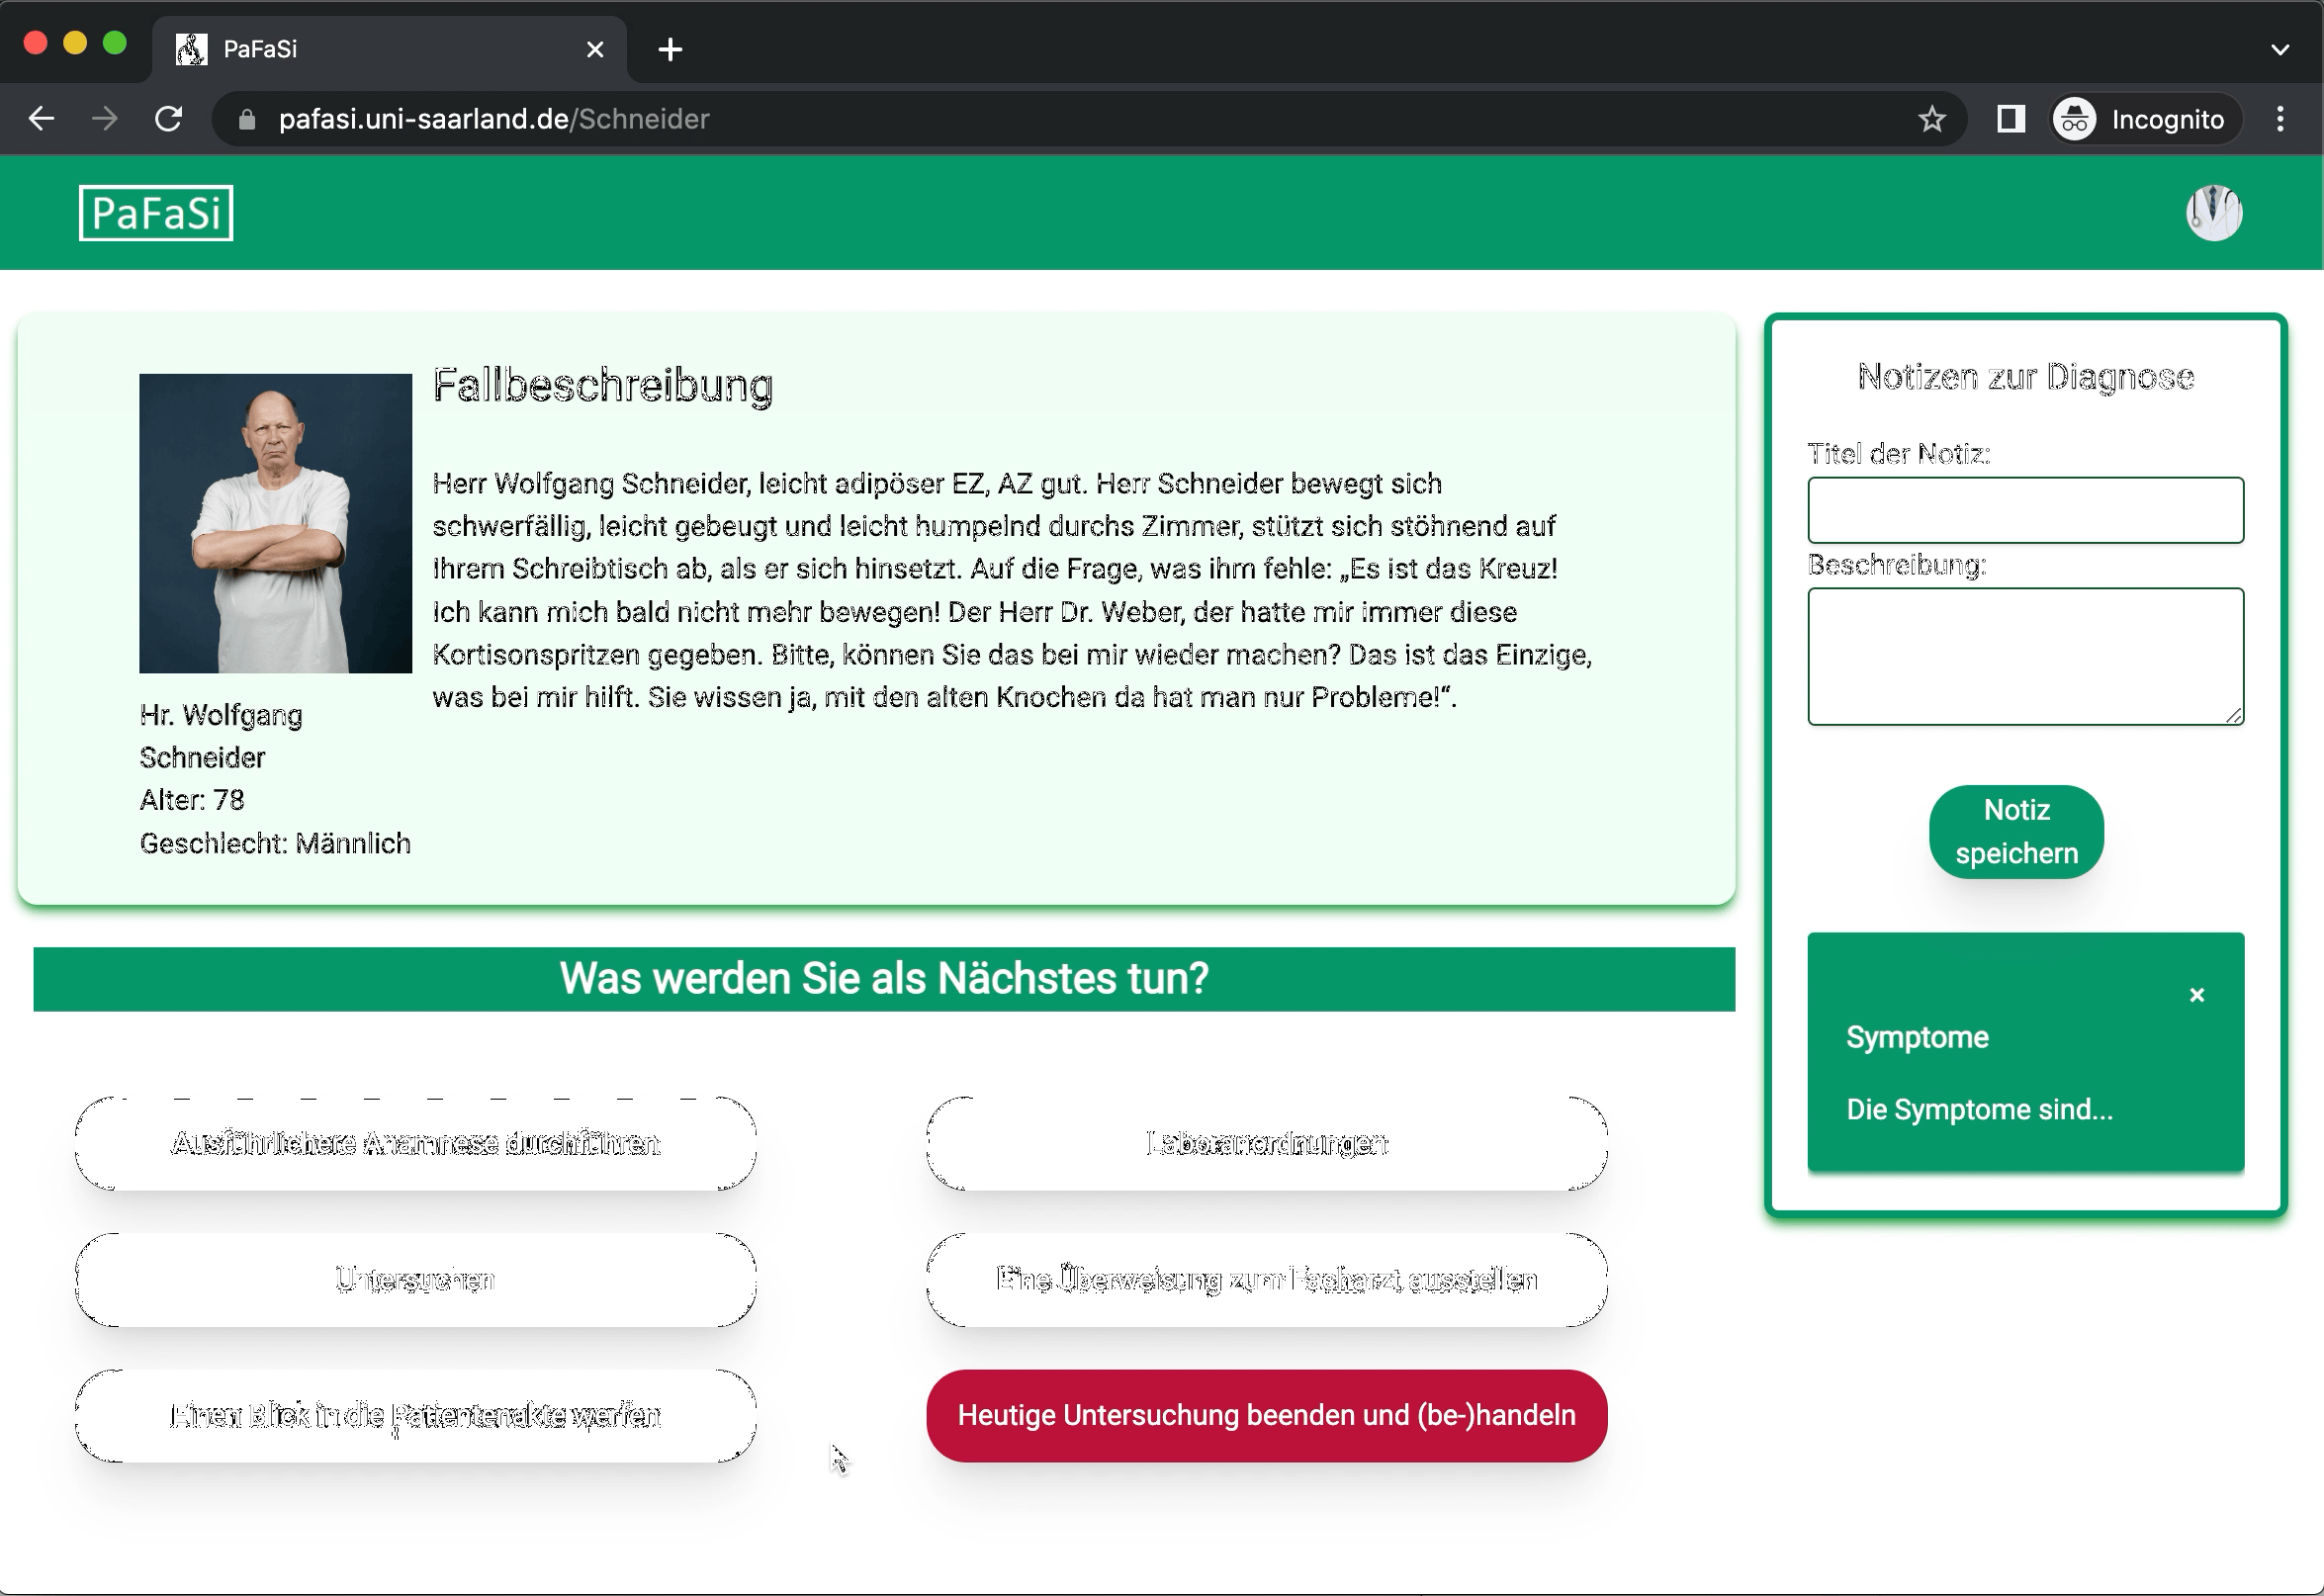 PaFaSi
pafasi.uni-saarland.de/Schneider
Incognito
PaFaSi
Fallbeschreibung
Herr Wolfgang Schneider, leicht adipöser EZ, AZ gut. Herr Schneider bewegt sich
schwerfällig, leicht gebeugt und leicht humpelnd durchs Zimmer, stützt sich stöhnend auf
Ihrem Schreibtisch ab, als er sich hinsetzt. Auf die Frage, was ihm fehle: „Es ist das Kreuz!
Ich kann mich bald nicht mehr bewegen! Der Herr Dr. Weber, der hatte mir immer diese
Kortisonspritzen gegeben. Bitte, können Sie das bei mir wieder machen? Das ist das Einzige,
was bei mir hilft. Sie wissen ja, mit den alten Knochen da hat man nur Probleme!“.
Hr. Wolfgang
Schneider
Alter: 78
Geschlecht: Männlich
Was werden Sie als Nächstes tun?
Ausführlichere Anamnese durchführen
Laboranordnungen
Untersuchen
Eine Überweisung zum Facharzt ausstellen
Einen Blick in die Patientenakte werfen
Heutige Untersuchung beenden und (be-)handeln
Notizen zur Diagnose
Titel der Notiz:
Beschreibung:
Notiz
speichern
Symptome
Die Symptome sind...